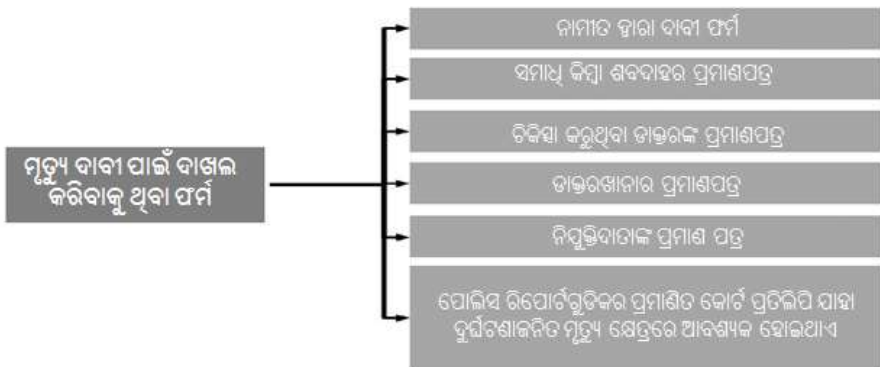 ମୃତ୍ୟୁ ଦାବୀ ପାଇଁ ଦାଖଲ
କରିବାକୁ ଥିବା ଫର୍ମ
ନାମୀତ ଦ୍ବାରା ଦାବୀ ଫର୍ମ
ସମାଧି କିମ୍ବା ଶବଦାହର ପ୍ରମାଣପତ୍ର
ଚିକିତ୍ସା କରୁଥିବା ଡାକ୍ତରଙ୍କ ପ୍ରମାଣପତ୍ର
ଡାକ୍ତରଖାନାର ପ୍ରମାଣପତ୍ର
ନିଯୁକ୍ତିଦାତାଙ୍କ ପ୍ରମାଣ ପତ୍ର
ପୋଲିସ ରିପୋର୍ଟଗୁଡିକର ପ୍ରମାଣିତ କୋର୍ଟ ପ୍ରତିଲିପି ଯାହା
ଦୁର୍ଘଟଣାଜନିତ ମୃତ୍ୟୁ କ୍ଷେତ୍ରରେ ଆବଶ୍ୟକ ହୋଇଥାଏ